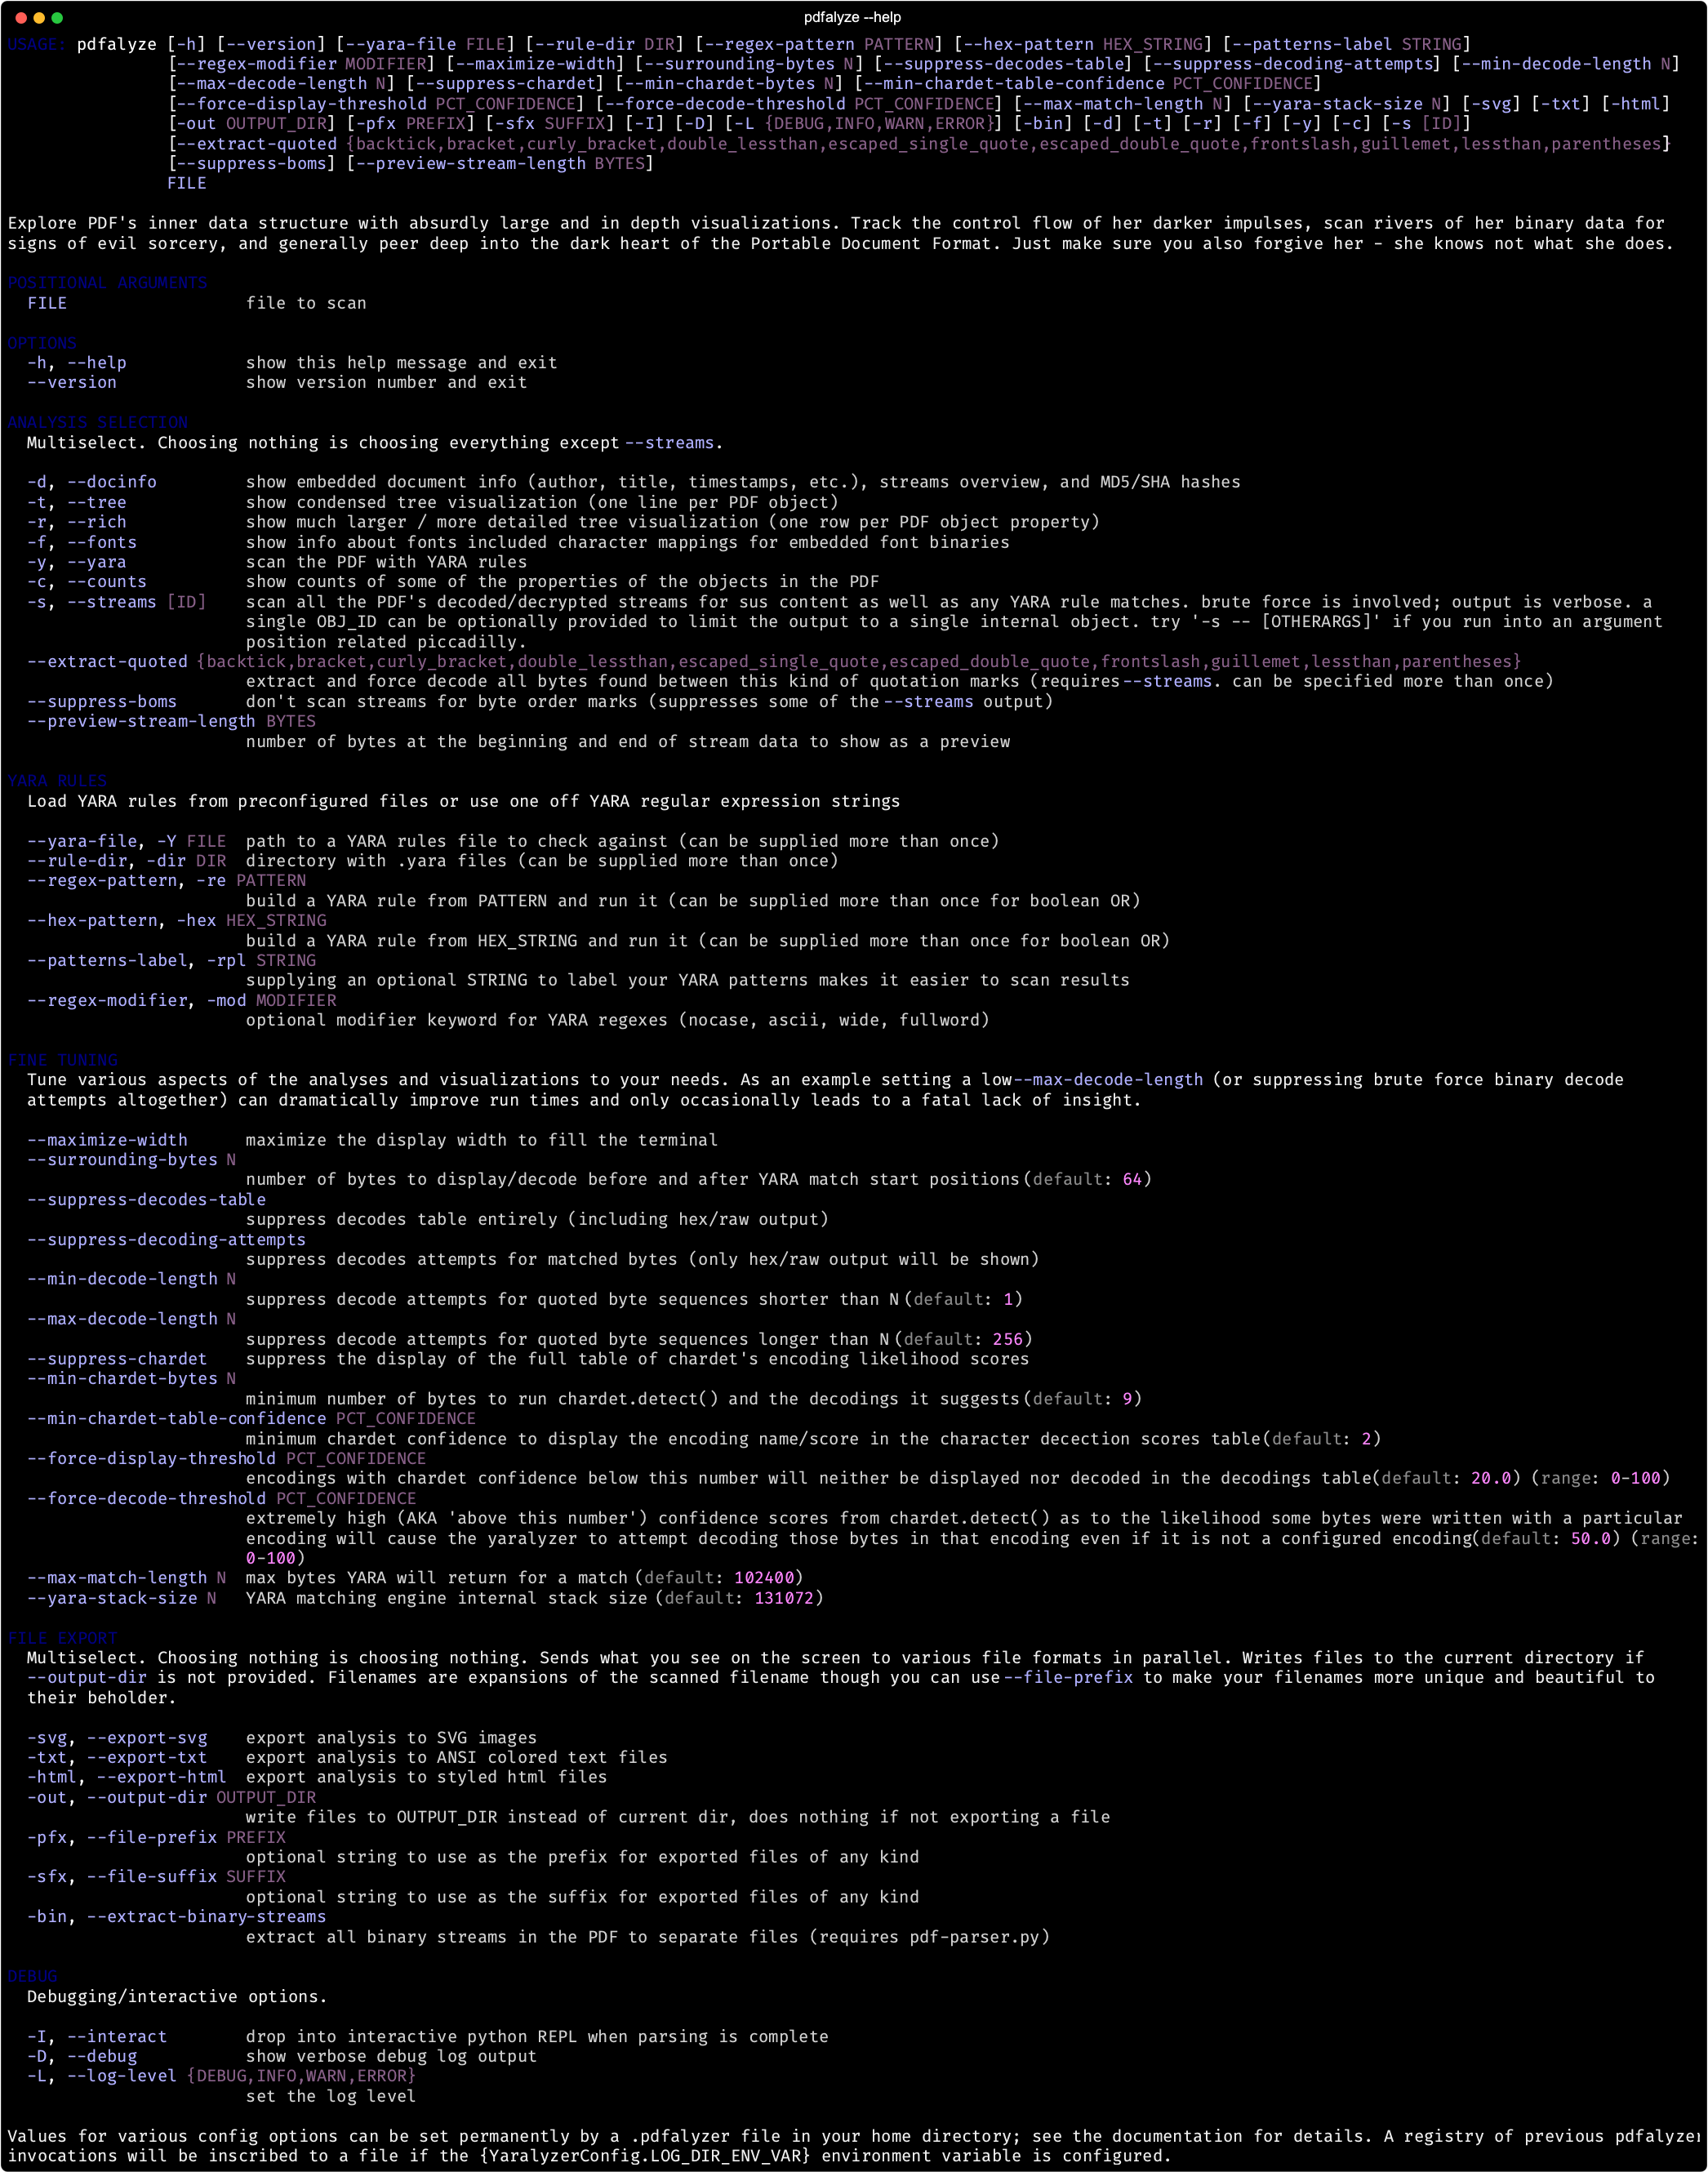 pdfalyze --help
USAGE: pdfalyze [-h] [--version] [--yara-file FILE] [--rule-dir DIR] [--regex-pattern PATTERN] [--hex-pattern HEX_STRING] [--patterns-label STRING]
[--regex-modifier MODIFIER] [--maximize-width] [--surrounding-bytes N] [--suppress-decodes-table] [--suppress-decoding-attempts] [--min-decode-length N]
[--max-decode-length N] [--suppress-chardet] [--min-chardet-bytes N] [--min-chardet-table-confidence PCT_CONFIDENCE]
[--force-display-threshold PCT_CONFIDENCE] [--force-decode-threshold PCT_CONFIDENCE] [--max-match-length N] [--yara-stack-size N] [-svg] [-txt] [-html]
[-out OUTPUT_DIR] [-pfx PREFIX] [-sfx SUFFIX] [-I] [-D] [-L {DEBUG,INFO,WARN,ERROR}] [-bin] [-d] [-t] [-r] [-f] [-y] [-c] [-s [ID]]
[--extract-quoted {backtick,bracket,curly_bracket,double_lessthan,escaped_single_quote,escaped_double_quote,frontslash,guillemet,lessthan,parentheses}]
[--suppress-boms] [--preview-stream-length BYTES]
FILE
Explore PDF's inner data structure with absurdly large and in depth visualizations. Track the control flow of her darker impulses, scan rivers of her binary data for
signs of evil sorcery, and generally peer deep into the dark heart of the Portable Document Format. Just make sure you also forgive her - she knows not what she does.
POSITIONAL ARGUMENTS
FILE file to scan
OPTIONS
-h, --help show this help message and exit
--version show version number and exit
ANALYSIS SELECTION
Multiselect. Choosing nothing is choosing everything except --streams.
-d, --docinfo show embedded document info (author, title, timestamps, etc.), streams overview, and MD5/SHA hashes
-t, --tree show condensed tree visualization (one line per PDF object)
-r, --rich show much larger / more detailed tree visualization (one row per PDF object property)
-f, --fonts show info about fonts included character mappings for embedded font binaries
-y, --yara scan the PDF with YARA rules
-c, --counts show counts of some of the properties of the objects in the PDF
-s, --streams [ID] scan all the PDF's decoded/decrypted streams for sus content as well as any YARA rule matches. brute force is involved; output is verbose. a
single OBJ_ID can be optionally provided to limit the output to a single internal object. try '-s -- [OTHERARGS]' if you run into an argument
position related piccadilly.
--extract-quoted {backtick,bracket,curly_bracket,double_lessthan,escaped_single_quote,escaped_double_quote,frontslash,guillemet,lessthan,parentheses}
extract and force decode all bytes found between this kind of quotation marks (requires --streams. can be specified more than once)
--suppress-boms don't scan streams for byte order marks (suppresses some of the --streams output)
--preview-stream-length BYTES
number of bytes at the beginning and end of stream data to show as a preview
YARA RULES
Load YARA rules from preconfigured files or use one off YARA regular expression strings
--yara-file, -Y FILE path to a YARA rules file to check against (can be supplied more than once)
--rule-dir, -dir DIR directory with .yara files (can be supplied more than once)
--regex-pattern, -re PATTERN
build a YARA rule from PATTERN and run it (can be supplied more than once for boolean OR)
--hex-pattern, -hex HEX_STRING
build a YARA rule from HEX_STRING and run it (can be supplied more than once for boolean OR)
--patterns-label, -rpl STRING
supplying an optional STRING to label your YARA patterns makes it easier to scan results
--regex-modifier, -mod MODIFIER
optional modifier keyword for YARA regexes (nocase, ascii, wide, fullword)
FINE TUNING
Tune various aspects of the analyses and visualizations to your needs. As an example setting a low --max-decode-length (or suppressing brute force binary decode
attempts altogether) can dramatically improve run times and only occasionally leads to a fatal lack of insight.
--maximize-width maximize the display width to fill the terminal
--surrounding-bytes N
number of bytes to display/decode before and after YARA match start positions (default: 64)
--suppress-decodes-table
suppress decodes table entirely (including hex/raw output)
--suppress-decoding-attempts
suppress decodes attempts for matched bytes (only hex/raw output will be shown)
--min-decode-length N
suppress decode attempts for quoted byte sequences shorter than N (default: 1)
--max-decode-length N
suppress decode attempts for quoted byte sequences longer than N (default: 256)
--suppress-chardet suppress the display of the full table of chardet's encoding likelihood scores
--min-chardet-bytes N
minimum number of bytes to run chardet.detect() and the decodings it suggests (default: 9)
--min-chardet-table-confidence PCT_CONFIDENCE
minimum chardet confidence to display the encoding name/score in the character decection scores table (default: 2)
--force-display-threshold PCT_CONFIDENCE
encodings with chardet confidence below this number will neither be displayed nor decoded in the decodings table (default: 20.0) (range: 0-100)
--force-decode-threshold PCT_CONFIDENCE
extremely high (AKA 'above this number') confidence scores from chardet.detect() as to the likelihood some bytes were written with a particular
encoding will cause the yaralyzer to attempt decoding those bytes in that encoding even if it is not a configured encoding (default: 50.0) (range:
0-100)
--max-match-length N max bytes YARA will return for a match (default: 102400)
--yara-stack-size N YARA matching engine internal stack size (default: 131072)
FILE EXPORT
Multiselect. Choosing nothing is choosing nothing. Sends what you see on the screen to various file formats in parallel. Writes files to the current directory if
--output-dir is not provided. Filenames are expansions of the scanned filename though you can use --file-prefix to make your filenames more unique and beautiful to
their beholder.
-svg, --export-svg export analysis to SVG images
-txt, --export-txt export analysis to ANSI colored text files
-html, --export-html export analysis to styled html files
-out, --output-dir OUTPUT_DIR
write files to OUTPUT_DIR instead of current dir, does nothing if not exporting a file
-pfx, --file-prefix PREFIX
optional string to use as the prefix for exported files of any kind
-sfx, --file-suffix SUFFIX
optional string to use as the suffix for exported files of any kind
-bin, --extract-binary-streams
extract all binary streams in the PDF to separate files (requires pdf-parser.py)
DEBUG
Debugging/interactive options.
-I, --interact drop into interactive python REPL when parsing is complete
-D, --debug show verbose debug log output
-L, --log-level {DEBUG,INFO,WARN,ERROR}
set the log level
Values for various config options can be set permanently by a .pdfalyzer file in your home directory; see the documentation for details. A registry of previous pdfalyzer
invocations will be inscribed to a file if the {YaralyzerConfig.LOG_DIR_ENV_VAR} environment variable is configured.